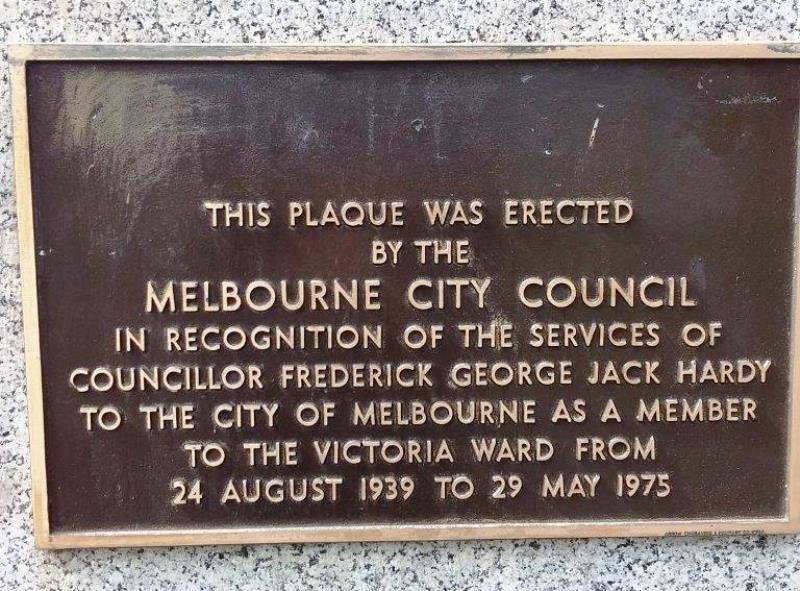 THIS PLAQUE WAS ERECTED
BY THE
MELBOURNE CITY COUNCIL
IN RECOGNITION OF THE SERVICES OF
COUNCILLOR FREDERICK GEORGE JACK HARDY
TO THE CITY OF MELBOURNE AS A MEMBER
TO THE VICTORIA WARD FROM
24 AUGUST 1939 TO 29 MAY 1975